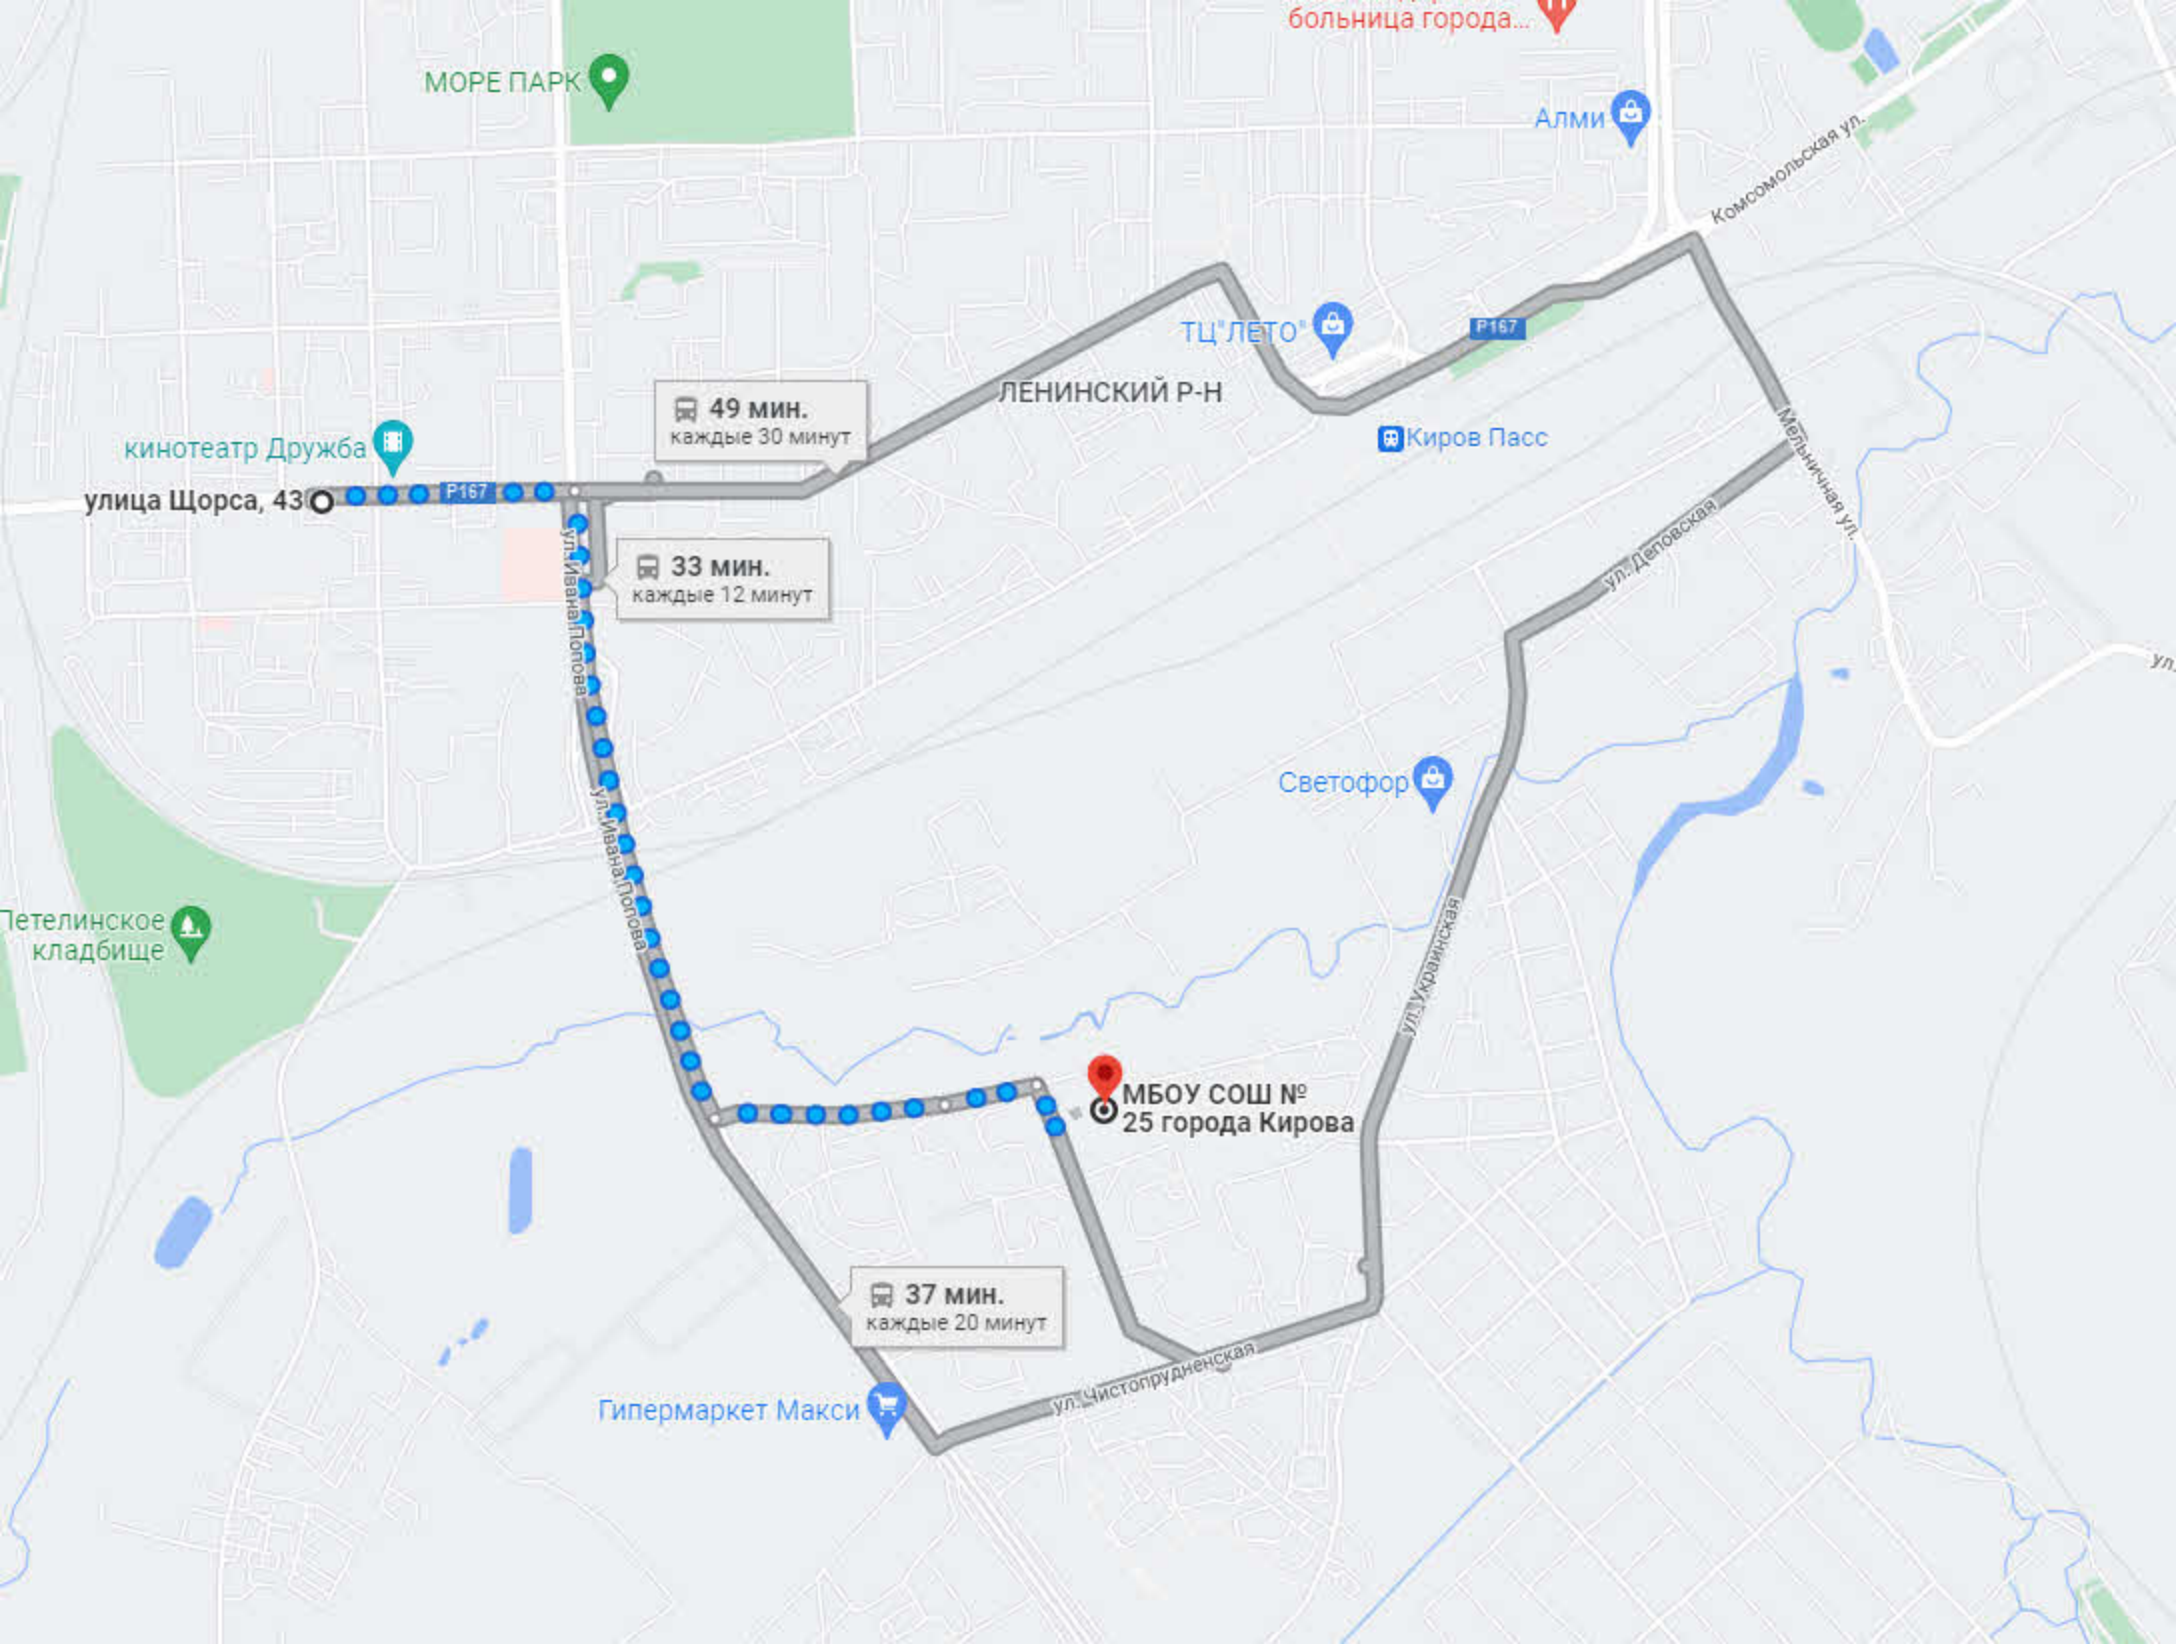 больница города...
МОРЕ ПАРК
Алми
Комсомольская ул.
ТЦ"ЛЕТО"
Р167
49 мин.
каждые 30 минут
ЛЕНИНСКИЙ Р-Н
кинотеатр Дружба
Киров Пасс
Мельничная ул.
улица Щорса, 43
Р167
ул. Деповская
33 мин.
каждые 12 минут
ул. Ивана Попова
ул.
Светофор
ул. Ивана Попова
Петелинское
кладбище
ул. Украинская
МБОУ СОШ №
25 города Кирова
37 мин.
каждые 20 минут
ул. Чистопрудненская
Гипермаркет Макси